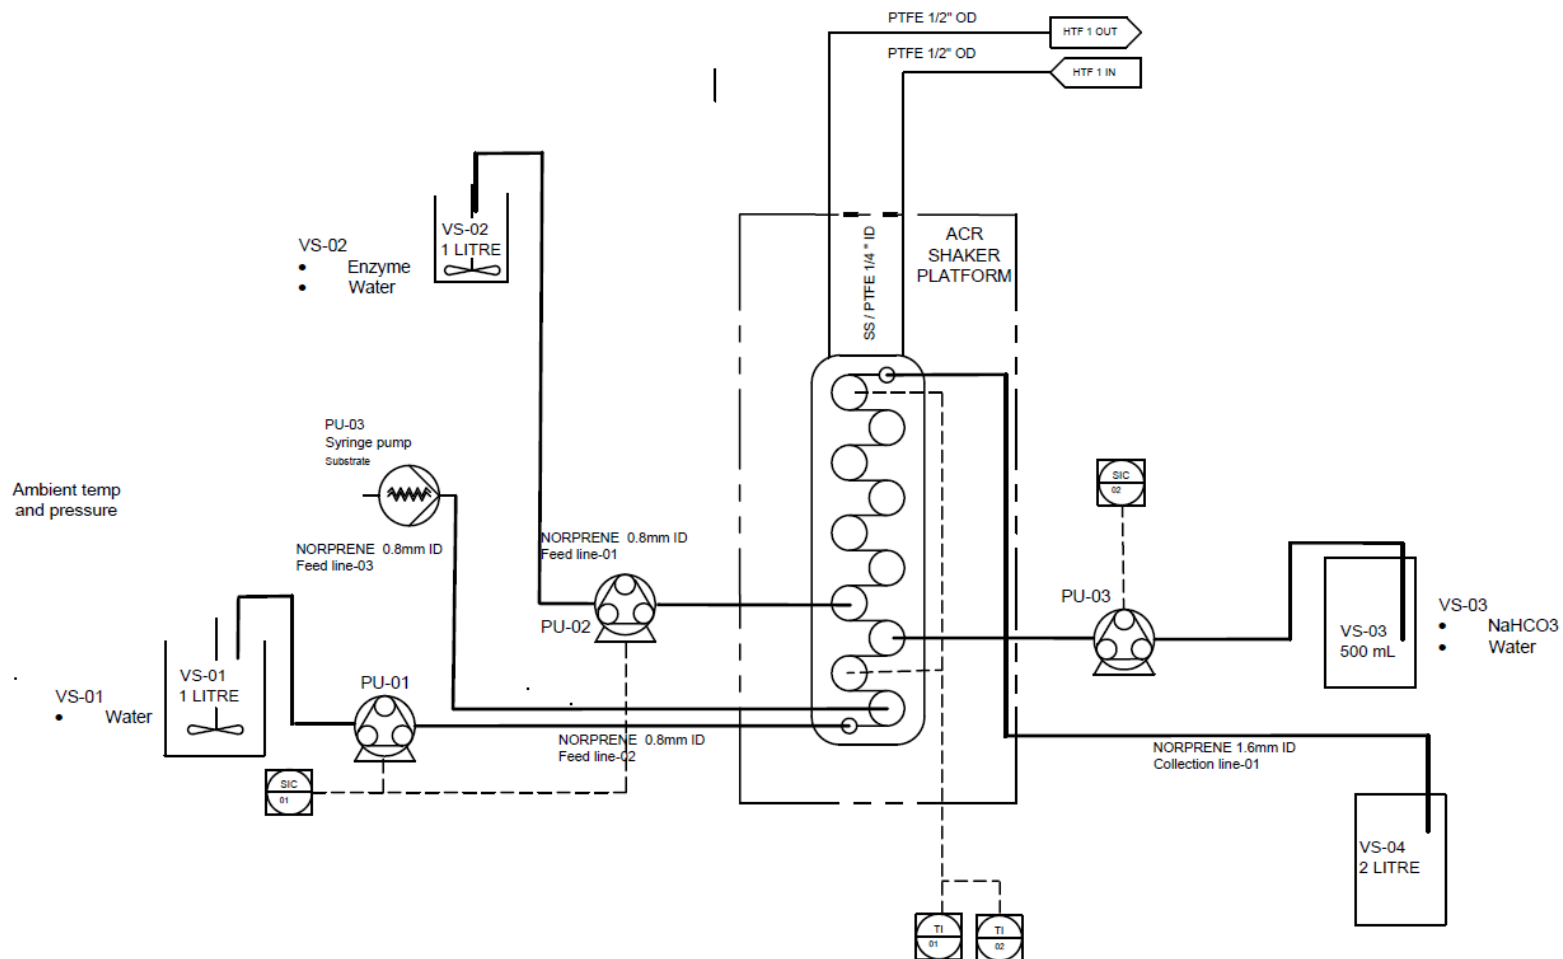 PTFE 1/2" OD
HTF 1 OUT
PTFE 1/2" OD
HTF 1 IN
VS-02
1 LITRE
VS-02
• Enzyme
• Water
SS / PTFE 1/4 " ID
ACR
SHAKER
PLATFORM
PU-03
Syringe pump
Substrate
Ambient temp
and pressure
NORPRENE 0.8mm ID
Feed line-03
NORPRENE 0.8mm ID
Feed line-01
SIC
02
PU-02
PU-03
VS-03
500 mL
VS-03
• NaHCO3
• Water
VS-01
1 LITRE
VS-01
• Water
PU-01
NORPRENE 0.8mm ID
Feed line-02
SIC
01
NORPRENE 1.6mm ID
Collection line-01
VS-04
2 LITRE
TI
01
TI
02